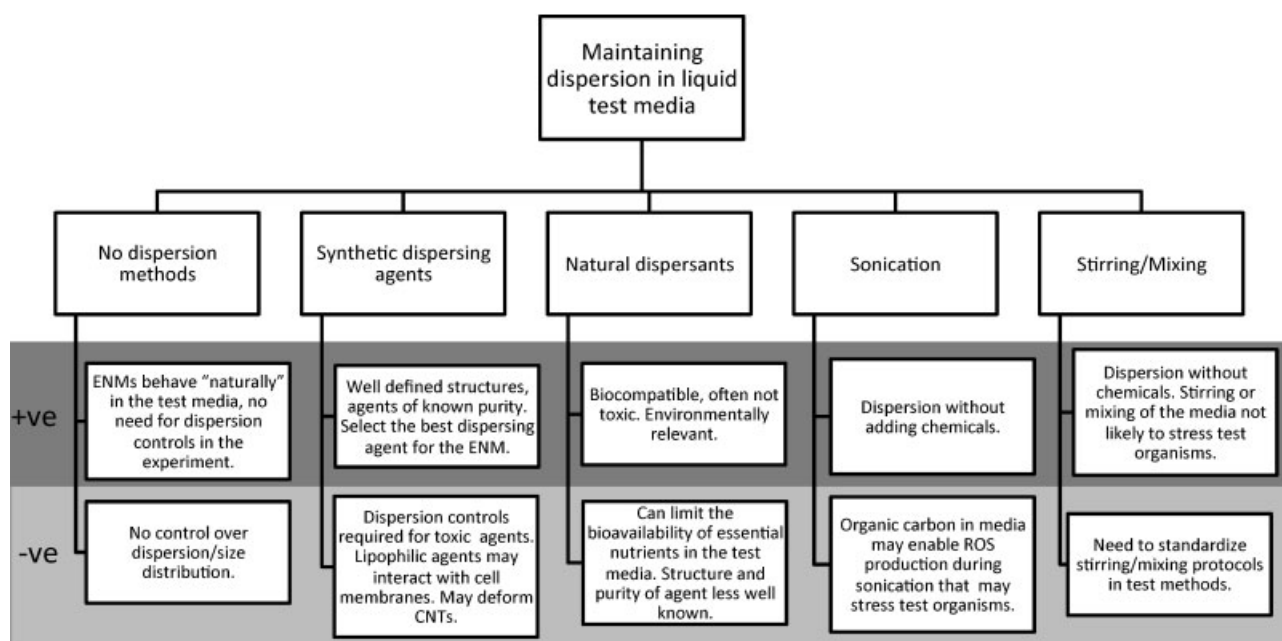 Maintaining
dispersion in liquid
test media
No dispersion
methods
Synthetic dispersing
agents
Natural dispersants
Sonication
Stirring/Mixing
+ve
ENMs behave “naturally”
in the test media, no
need for dispersion
controls in the
experiment.
Well defined structures,
agents of known purity.
Select the best dispersing
agent for the ENM.
Biocompatible, often not
toxic. Environmentally
relevant.
Dispersion without
adding chemicals.
Dispersion without
chemicals. Stirring or
mixing of the media not
likely to stress test
organisms.
-ve
No control over
dispersion/size
distribution.
Dispersion controls
required for toxic agents.
Lipophilic agents may
interact with cell
membranes. May deform
CNTs.
Can limit the
bioavailability of essential
nutrients in the test
media. Structure and
purity of agent less well
known.
Organic carbon in media
may enable ROS
production during
sonication that may
stress test organisms.
Need to standardize
stirring/mixing protocols
in test methods.